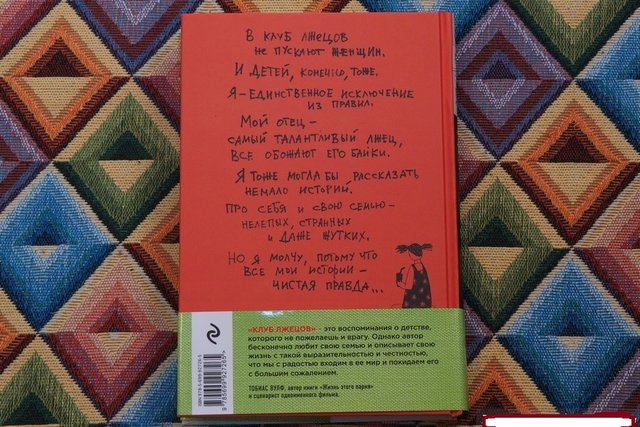 В КЛУБ ЛЖЕЦОВ
НЕ ПУСКАЮТ ЖЕНЩИН.
И ДЕТЕЙ, КОНЕЧНО, ТОЖЕ.
Я – ЕДИНСТВЕННОЕ ИСКЛЮЧЕНИЕ
ИЗ ПРАВИЛ.
МОЙ ОТЕЦ –
САМЫЙ ТАЛАНТЛИВЫЙ ЛЖЕЦ,
ВСЕ ОБОЖАЮТ ЕГО БАЙКИ.
Я ТОЖЕ МОГЛА БЫ РАССКАЗАТЬ
НЕМАЛО ИСТОРИЙ.
ПРО СЕБЯ И СВОЮ СЕМЬЮ –
НЕЛЕПЫХ, СТРАННЫХ
И ДАЖЕ ЖУТКИХ.
НО Я МОЛЧУ, ПОТОМУ ЧТО
ВСЕ МОИ ИСТОРИИ –
ЧИСТАЯ ПРАВДА...
«КЛУБ ЛЖЕЦОВ» - это воспоминания о детстве,
которого не пожелаешь и врагу. Однако автор
бесконечно любит свою семью и описывает свою
жизнь с такой выразительностью и честностью,
что мы с радостью входим в ее мир и покидаем его
с большим сожалением.
ТОБИАС ВУЛФ, автор книги «Жизнь этого парня»
и сценарист одноименного фильма.